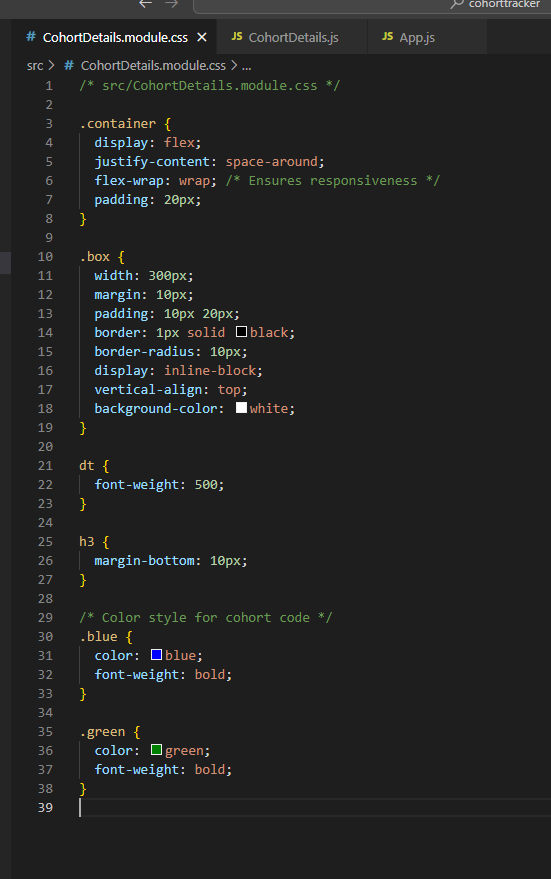 cohorttracker
# CohortDetails.module.css × JS CohortDetails.js JS App.js
src > # CohortDetails.module.css > ...
1 /* src/CohortDetails.module.css */
2
3 .container {
4 display: flex;
5 justify-content: space-around;
6 flex-wrap: wrap; /* Ensures responsiveness */
7 padding: 20px;
8 }
9
10 .box {
11 width: 300px;
12 margin: 10px;
13 padding: 10px 20px;
14 border: 1px solid black;
15 border-radius: 10px;
16 display: inline-block;
17 vertical-align: top;
18 background-color: white;
19 }
20
21 dt {
22 font-weight: 500;
23 }
24
25 h3 {
26 margin-bottom: 10px;
27 }
28
29 /* Color style for cohort code */
30 .blue {
31 color: blue;
32 font-weight: bold;
33 }
34
35 .green {
36 color: green;
37 font-weight: bold;
38 }
39